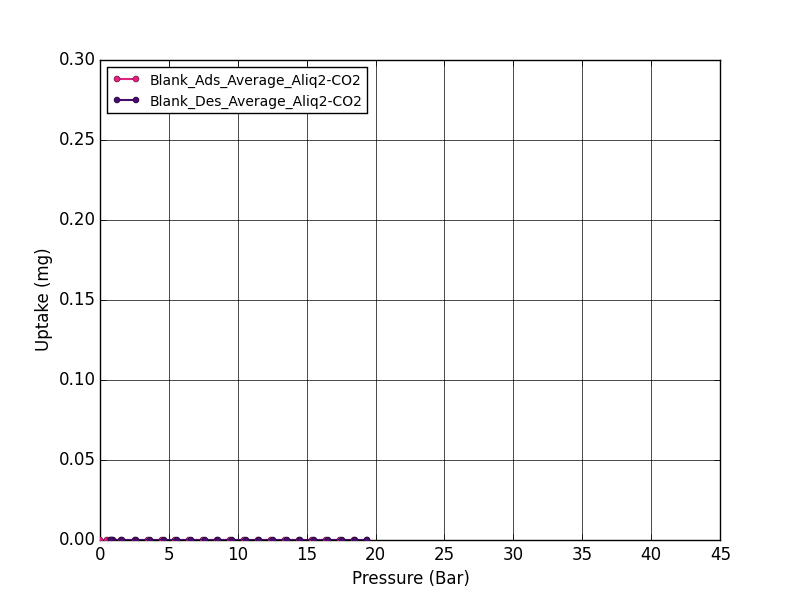 0.30
0.25
0.20
0.15
0.10
0.05
0.00
Blank_Ads_Average_Aliq2-CO2
Blank_Des_Average_Aliq2-CO2
Uptake (mg)
0 5 10 15 20 25 30 35 40 45
Pressure (Bar)